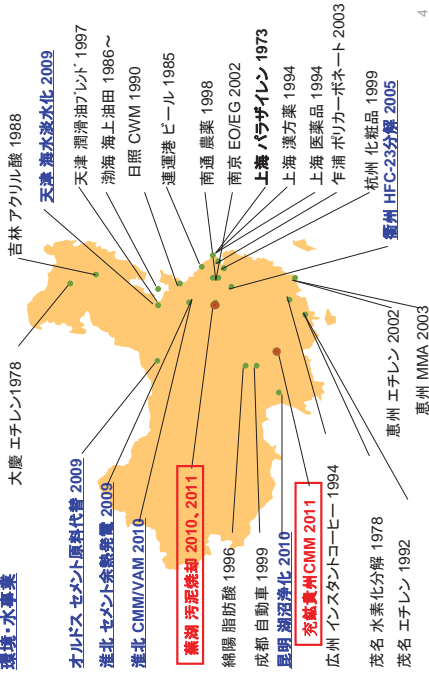 環境・水事業
大慶 エチレン1978
吉林 アクリル酸 1988
天津 海水淡水化 2009
天津 潤滑油ブレンド 1997
渤海 海上油田 1986～
日照 CWM 1990
連運港 ビール 1985
南通 農薬 1998
南京 EO/EG 2002
上海 パラザイレン 1973
上海 漢方薬 1994
上海 医薬品 1994
乍浦 ポリカーボネート 2003
杭州 化粧品 1999
衢州 HFC-23分解 2005
オルドス セメント原料代替 2009
淮北 セメント余熱発電 2009
淮北 CMM/VAM 2010
蕪湖 汚泥焼却 2010、2011
綿陽 脂肪酸 1996
成都 自動車 1999
昆明 湖沼浄化 2010
兖鉱貴州CMM 2011
広州 インスタントコーヒー 1994
茂名 水素化分解 1978
茂名 エチレン 1992
恵州 エチレン 2002
恵州 MMA 2003
4